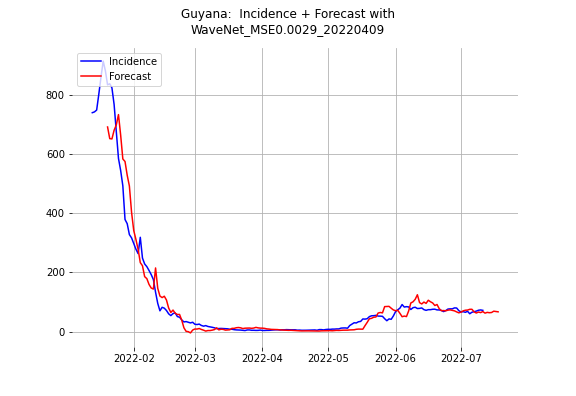 Guyana:  Incidence + Forecast with
WaveNet_MSE0.0029_20220409
Incidence
Forecast
800
600
400
200
0
2022-02 2022-03 2022-04 2022-05 2022-06 2022-07